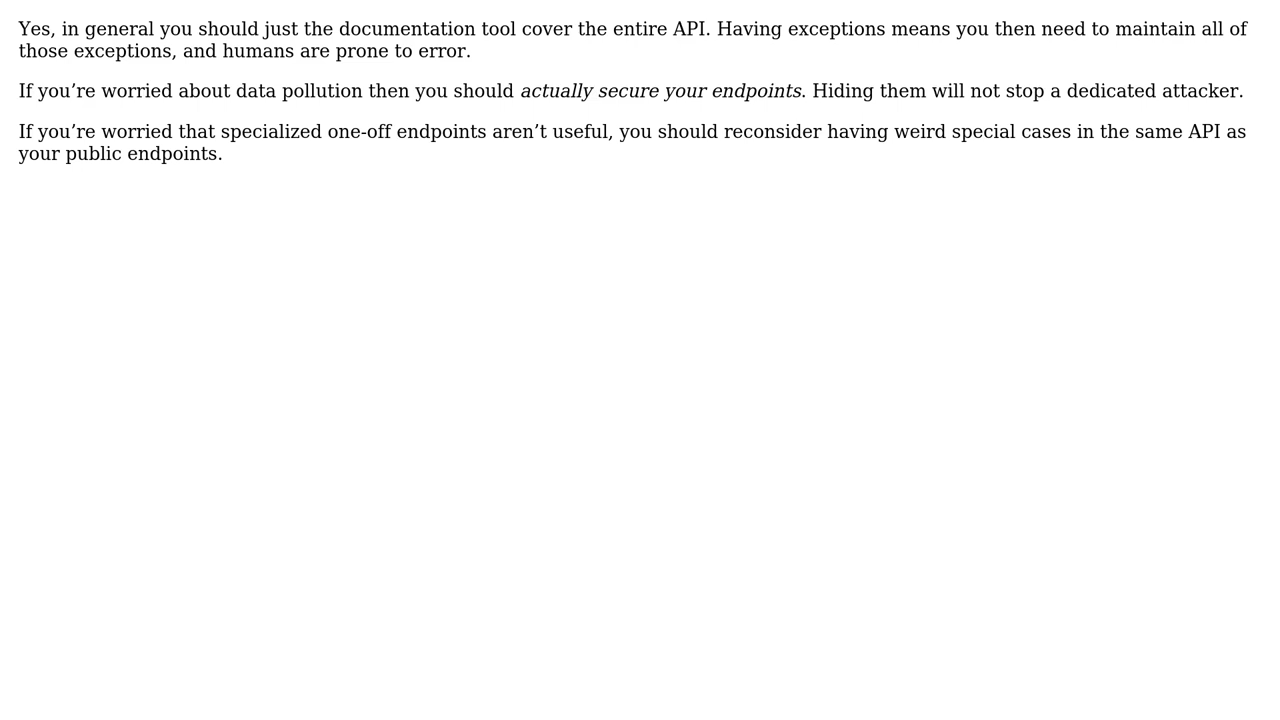 Yes, in general you should just the documentation tool cover the entire API. Having exceptions means you then need to maintain all of
those exceptions, and humans are prone to error.
If you’re worried about data pollution then you should actually secure your endpoints. Hiding them will not stop a dedicated attacker.
If you’re worried that specialized one-off endpoints aren’t useful, you should reconsider having weird special cases in the same API as
your public endpoints.